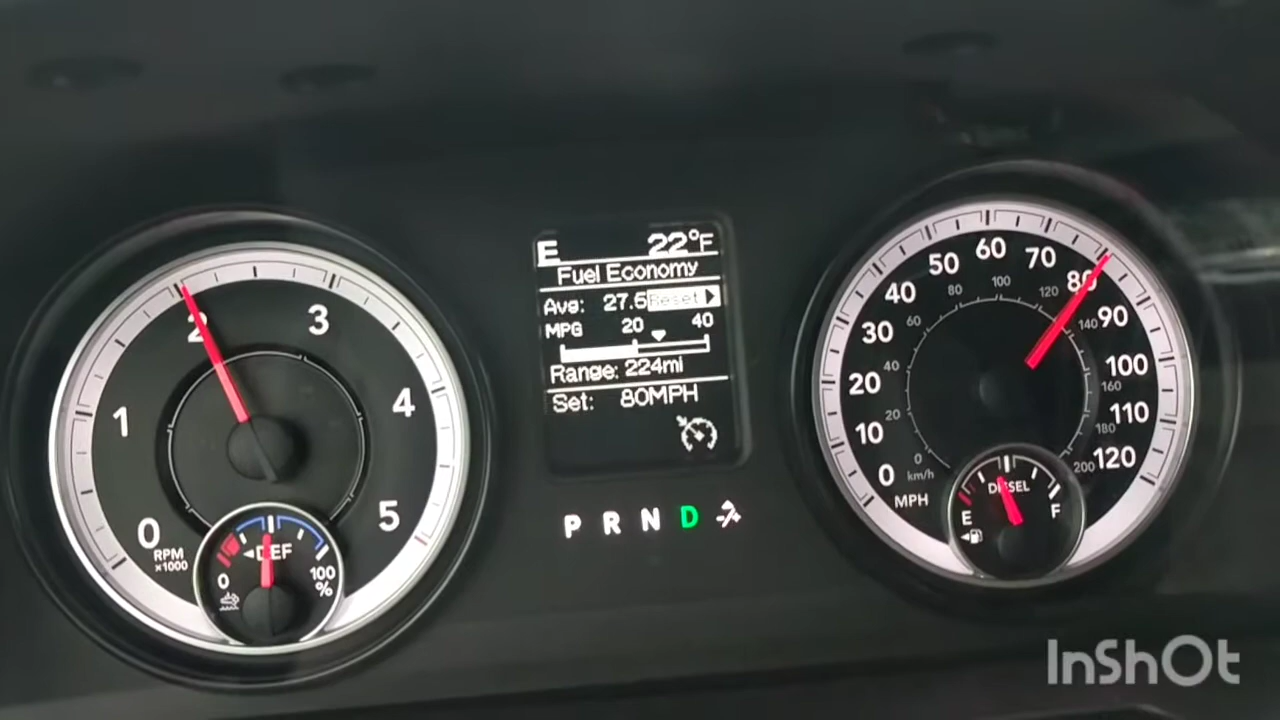 E 22°F
Fuel Economy
Avg: 27.6 Reset
MPG 20 40
Range: 224mi
Set: 80MPH
P R N D
0 1 2 3 4 5
RPM
x1000
DEF
0 100
%
0 10 20 30 40 50 60 70 80 90 100 110 120
MPH
0 20 40 60 80 100 120 140 160 180 200
km/h
DIESEL
E F
InShOt